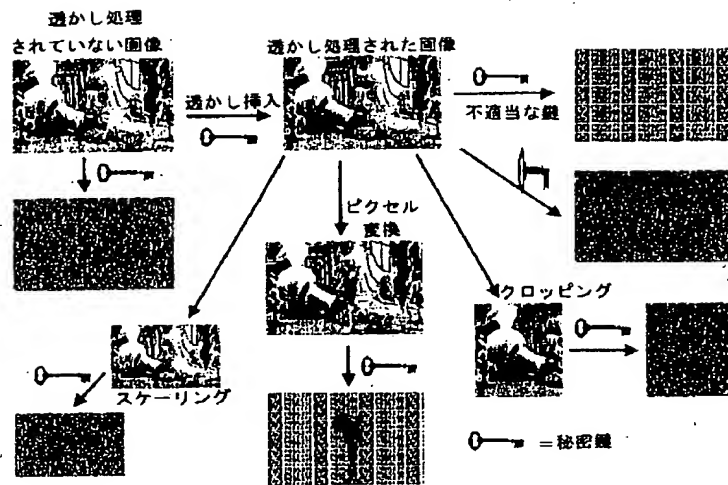 透かし処理
されていない画像
透かし処理された画像
透かし挿入
不適当な鍵
ピクセル
変換
クロッピング
スケーリング
=秘密鍵